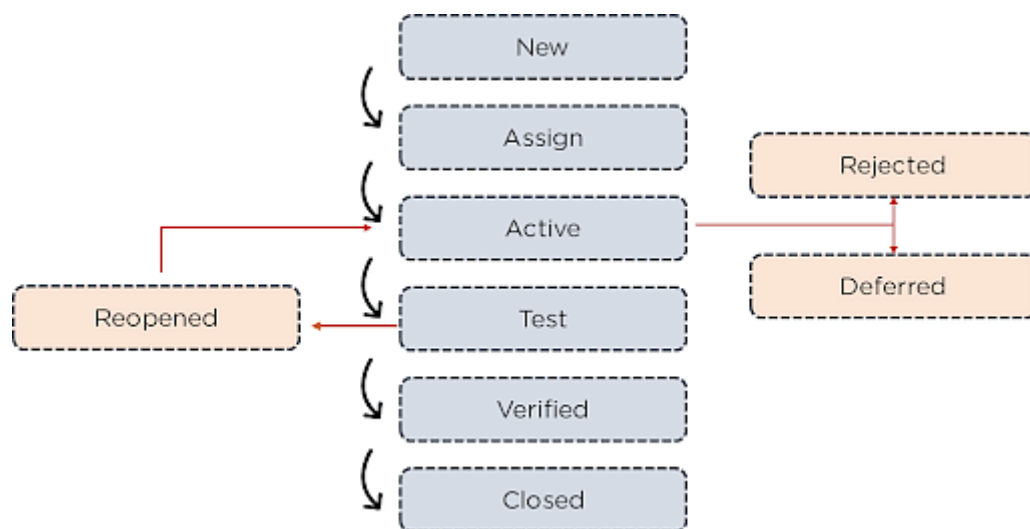 New
Assign
Rejected
Active
Deferred
Reopened
Test
Verified
Closed